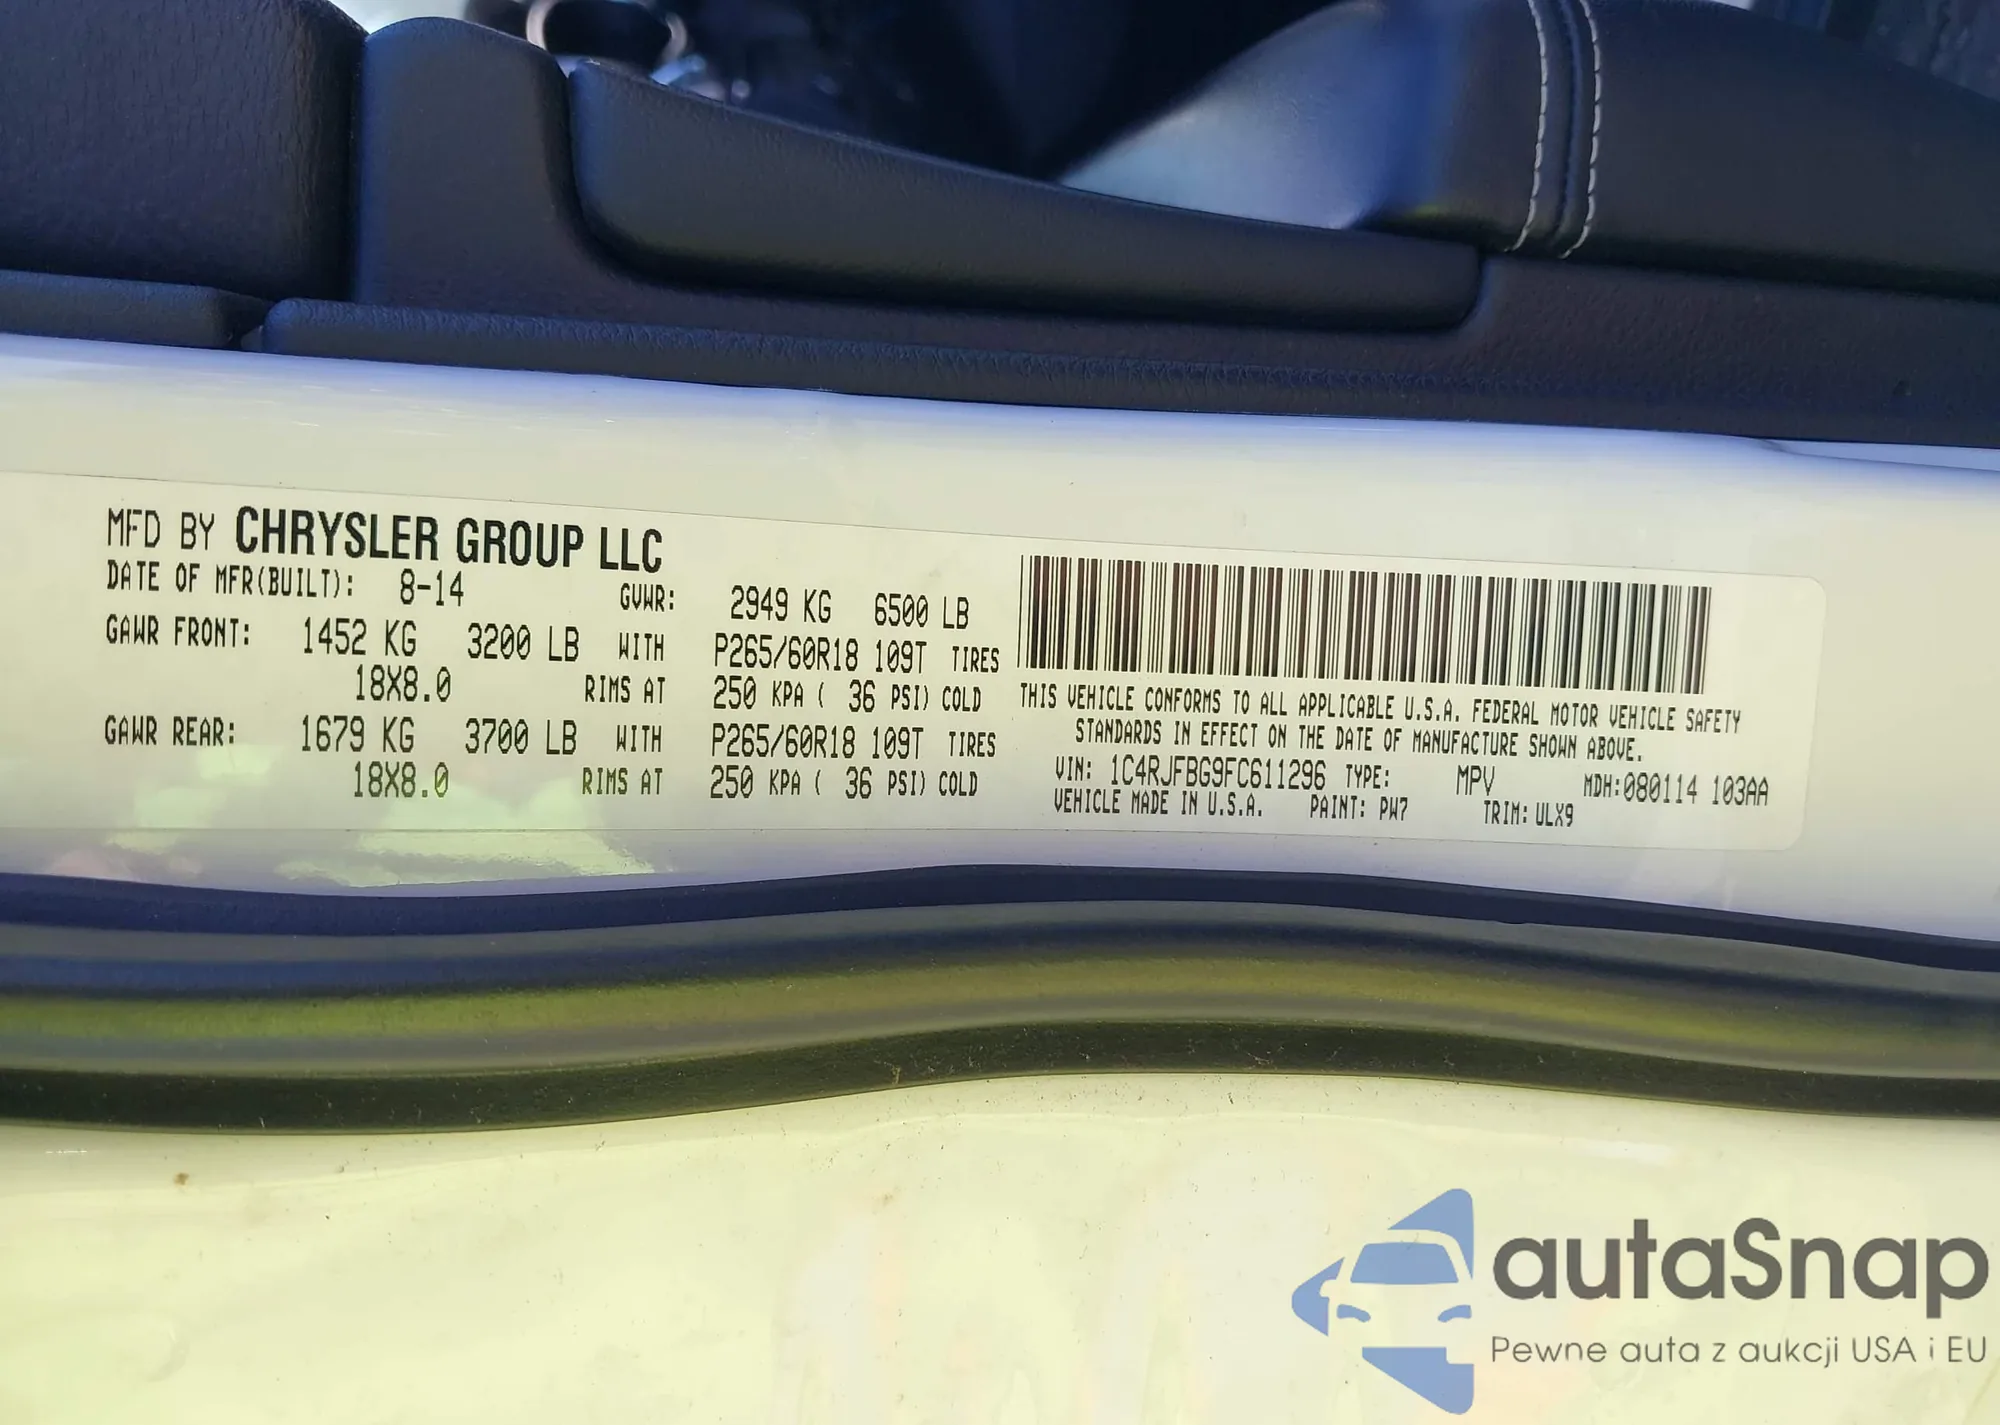 MFD BY CHRYSLER GROUP LLC
DATE OF MFR(BUILT): 8-14 GVWR: 2949 KG 6500 LB
GAWR FRONT: 1452 KG 3200 LB WITH P265/60R18 109T TIRES
18X8.0 RIMS AT 250 KPA ( 36 PSI) COLD
GAWR REAR: 1679 KG 3700 LB WITH P265/60R18 109T TIRES
18X8.0 RIMS AT 250 KPA ( 36 PSI) COLD
THIS VEHICLE CONFORMS TO ALL APPLICABLE U.S.A. FEDERAL MOTOR VEHICLE SAFETY
STANDARDS IN EFFECT ON THE DATE OF MANUFACTURE SHOWN ABOVE.
VIN: 1C4RJFBG9FC611296 TYPE: MPV MDH:080114 103AA
VEHICLE MADE IN U.S.A. PAINT: PW7 TRIM: ULX9
autaSnap
Pewne auta z aukcji USA i EU